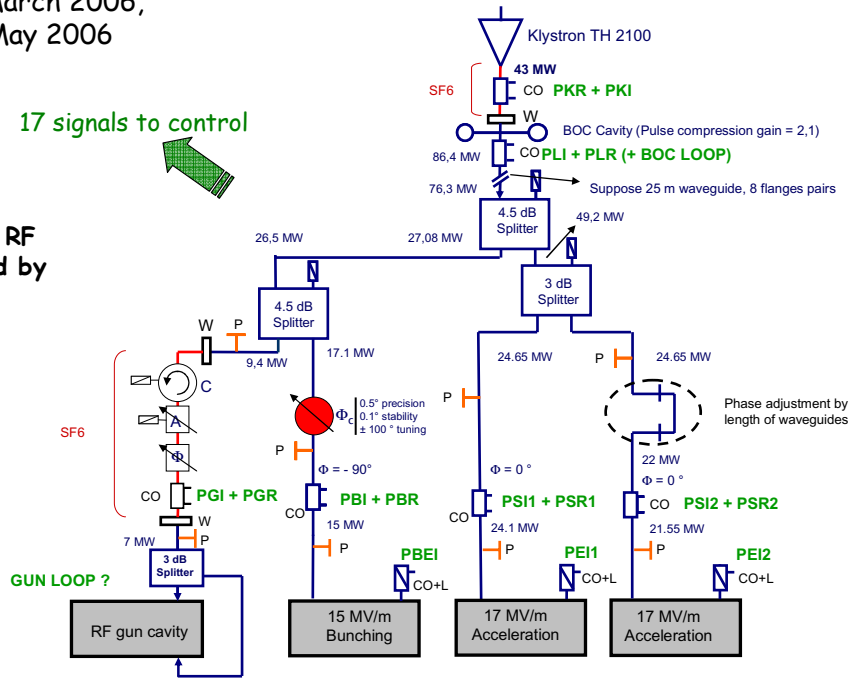 March 2006,
May 2006
17 signals to control
RF
d by
Klystron TH 2100
43 MW
SF6
CO
PKR + PKI
W
BOC Cavity (Pulse compression gain = 2,1)
86,4 MW
CO
PLI + PLR (+ BOC LOOP)
76,3 MW
Suppose 25 m waveguide, 8 flanges pairs
4.5 dB
Splitter
49,2 MW
26,5 MW
27,08 MW
3 dB
Splitter
4.5 dB
Splitter
W
P
9,4 MW
17.1 MW
24.65 MW
P
24.65 MW
C
SF6
A
Φ
Φc
0.5° precision
0.1° stability
± 100 ° tuning
P
P
Phase adjustment by
length of waveguides
Φ = - 90°
Φ = 0 °
22 MW
Φ = 0 °
CO
PGI + PGR
CO
PBI + PBR
CO
PSI1 + PSR1
CO
PSI2 + PSR2
W
15 MW
24.1 MW
21.55 MW
7 MW
P
P
P
P
3 dB
Splitter
PBEI
PEI1
PEI2
GUN LOOP ?
CO+L
CO+L
CO+L
RF gun cavity
15 MV/m
Bunching
17 MV/m
Acceleration
17 MV/m
Acceleration